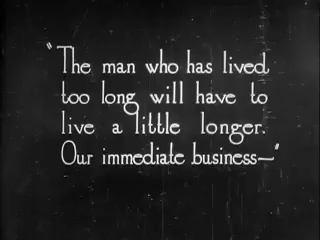 "The man who has lived
too long will have to
live a little longer.
Our immediate business—"